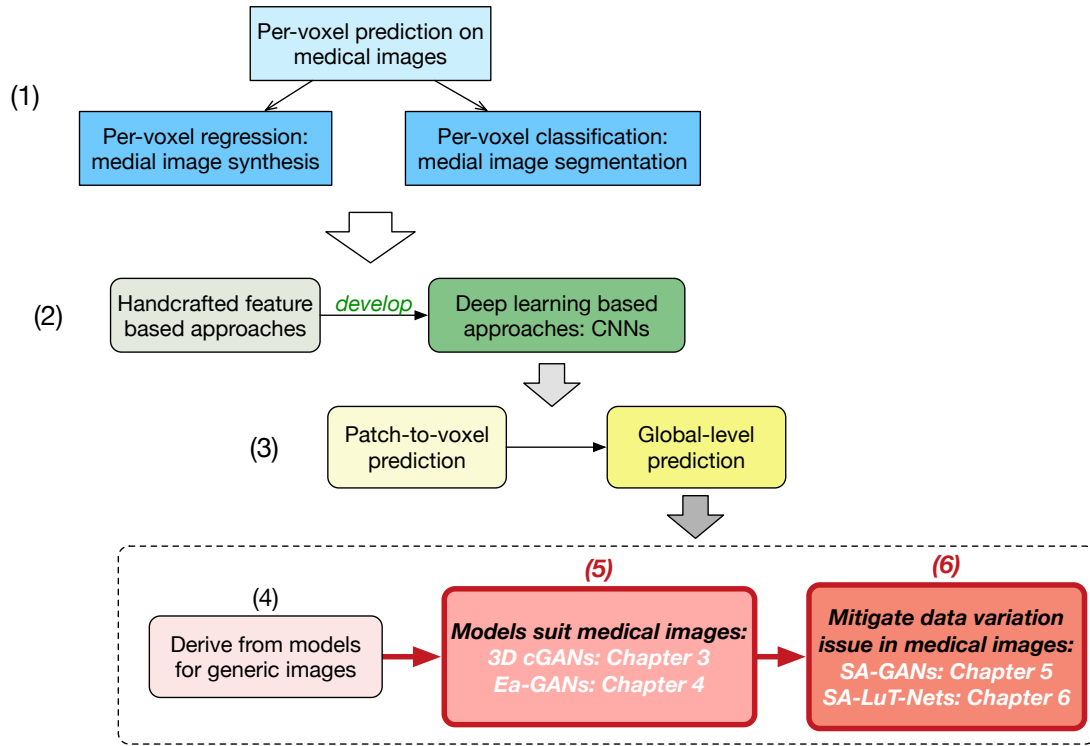 Per-voxel prediction on
medical images
(1)
Per-voxel regression:
medial image synthesis
Per-voxel classification:
medial image segmentation
(2)
Handcrafted feature
based approaches
develop
Deep learning based
approaches: CNNs
(3)
Patch-to-voxel
prediction
Global-level
prediction
(4)
Derive from models
for generic images
(5)
Models suit medical images:
3D cGANs: Chapter 3
Ea-GANs: Chapter 4
(6)
Mitigate data variation
issue in medical images:
SA-GANs: Chapter 5
SA-LuT-Nets: Chapter 6